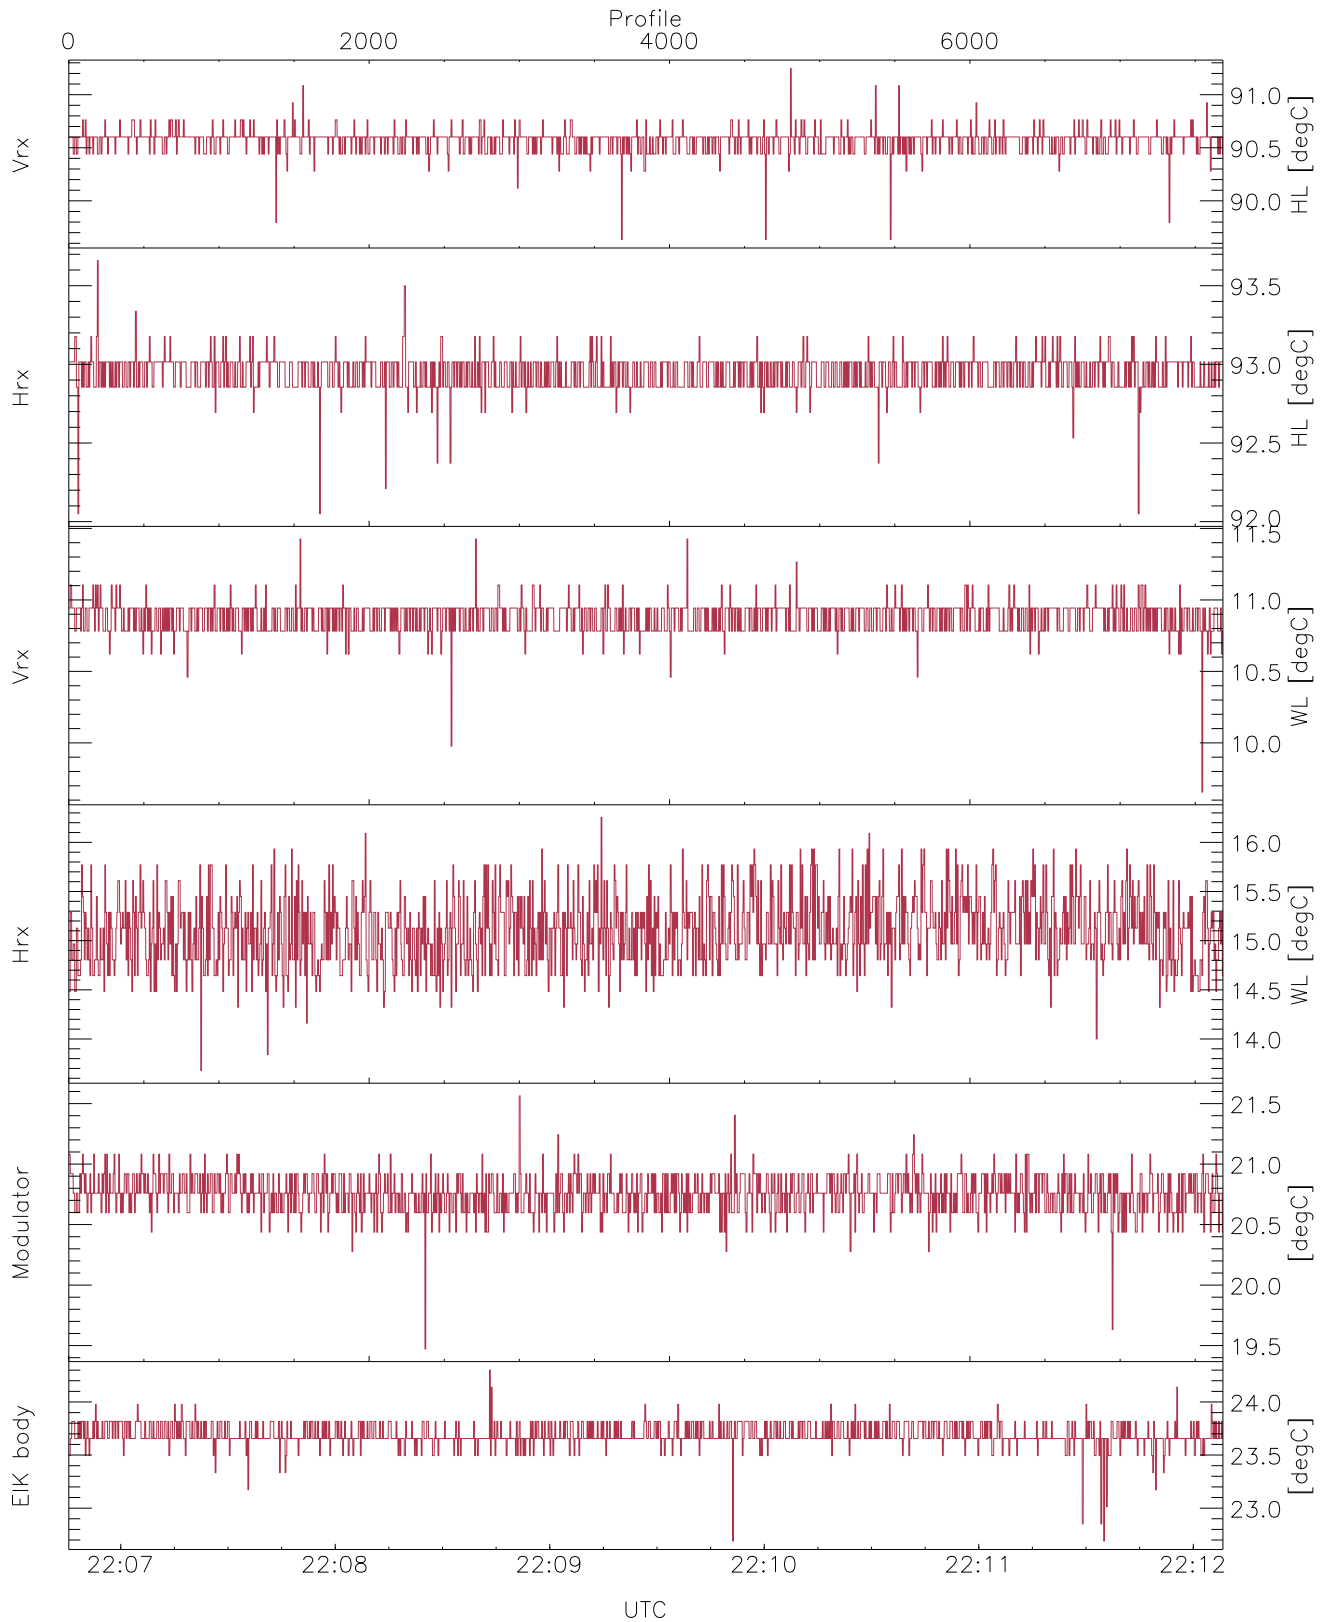 Profile
0 2000 4000 6000
Vrx
91.0
90.5
90.0
HL [degC]
Hrx
93.5
93.0
92.5
92.0
HL [degC]
Vrx
11.5
11.0
10.5
10.0
WL [degC]
Hrx
16.0
15.5
15.0
14.5
14.0
WL [degC]
Modulator
21.5
21.0
20.5
20.0
19.5
[degC]
EIK body
24.0
23.5
23.0
[degC]
22:07 22:08 22:09 22:10 22:11 22:12
UTC